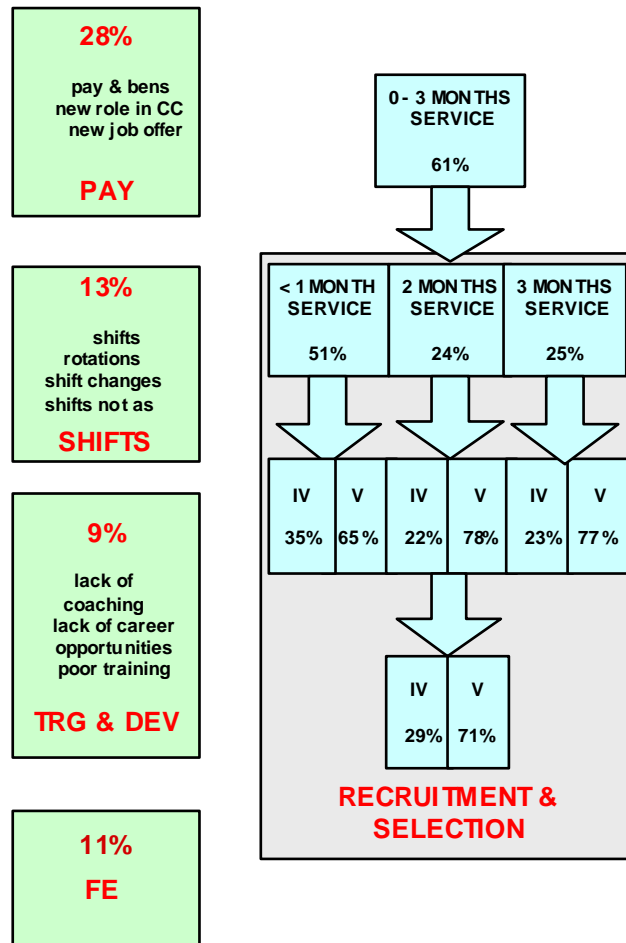 28%
pay & bens
new role in CC
new job offer
PAY
13%
shifts
rotations
shift changes
shifts not as
SHIFTS
9%
lack of
coaching
lack of career
opportunities
poor training
TRG & DEV
11%
FE
0 - 3 MONTHS
SERVICE
61%
< 1 MONTH
SERVICE
51%
2 MONTHS
SERVICE
24%
3 MONTHS
SERVICE
25%
IV
35%
V
65%
IV
22%
V
78%
IV
23%
V
77%
IV
29%
V
71%
RECRUITMENT &
SELECTION